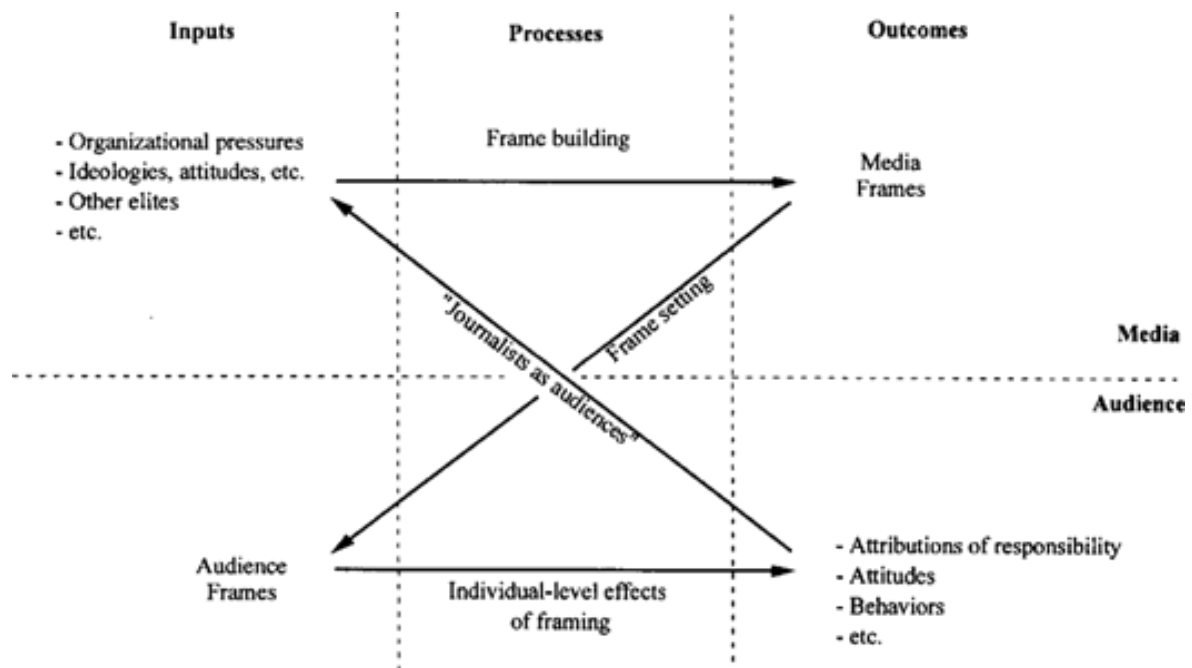 Inputs
Processes
Outcomes
- Organizational pressures
- Ideologies, attitudes, etc.
- Other elites
- etc.
Frame building
Media
Frames
"Journalists as audiences"
Frame setting
Media
Audience
Audience
Frames
Individual-level effects
of framing
- Attributions of responsibility
- Attitudes
- Behaviors
- etc.